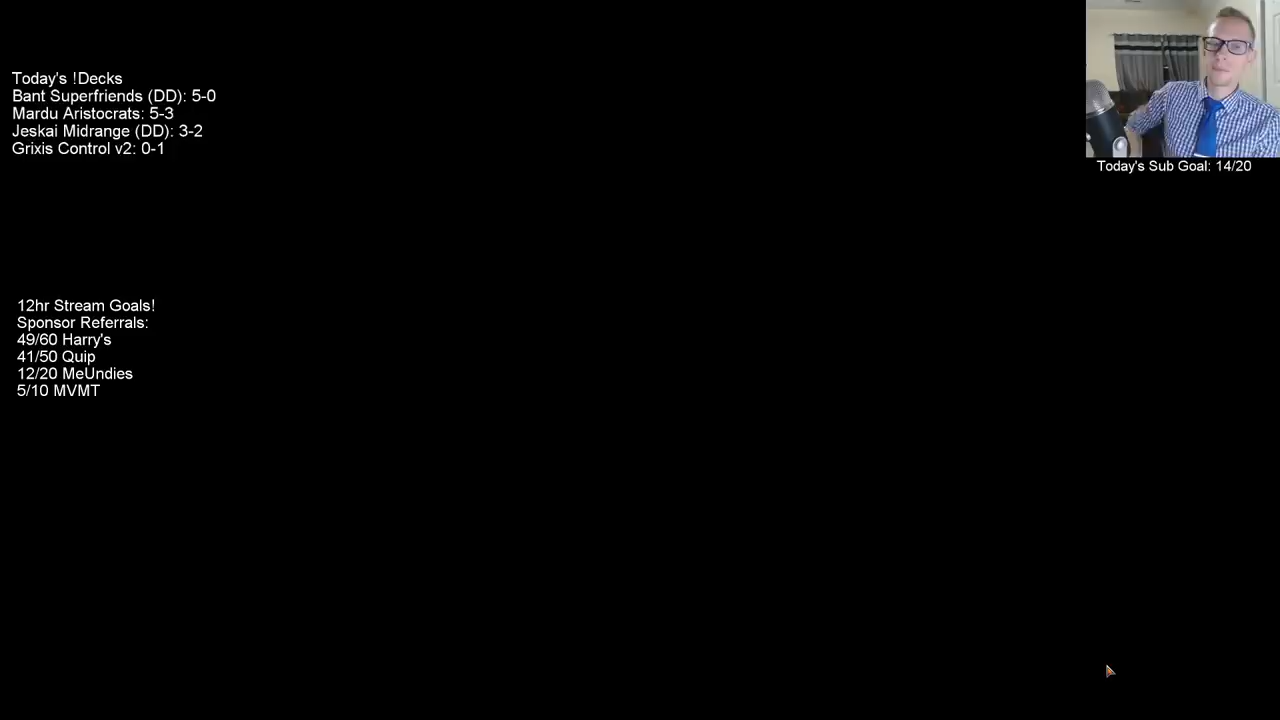 Today's !Decks
Bant Superfriends (DD): 5-0
Mardu Aristocrats: 5-3
Jeskai Midrange (DD): 3-2
Grixis Control v2: 0-1
Today's Sub Goal: 14/20
12hr Stream Goals!
Sponsor Referrals:
49/60 Harry's
41/50 Quip
12/20 MeUndies
5/10 MVMT